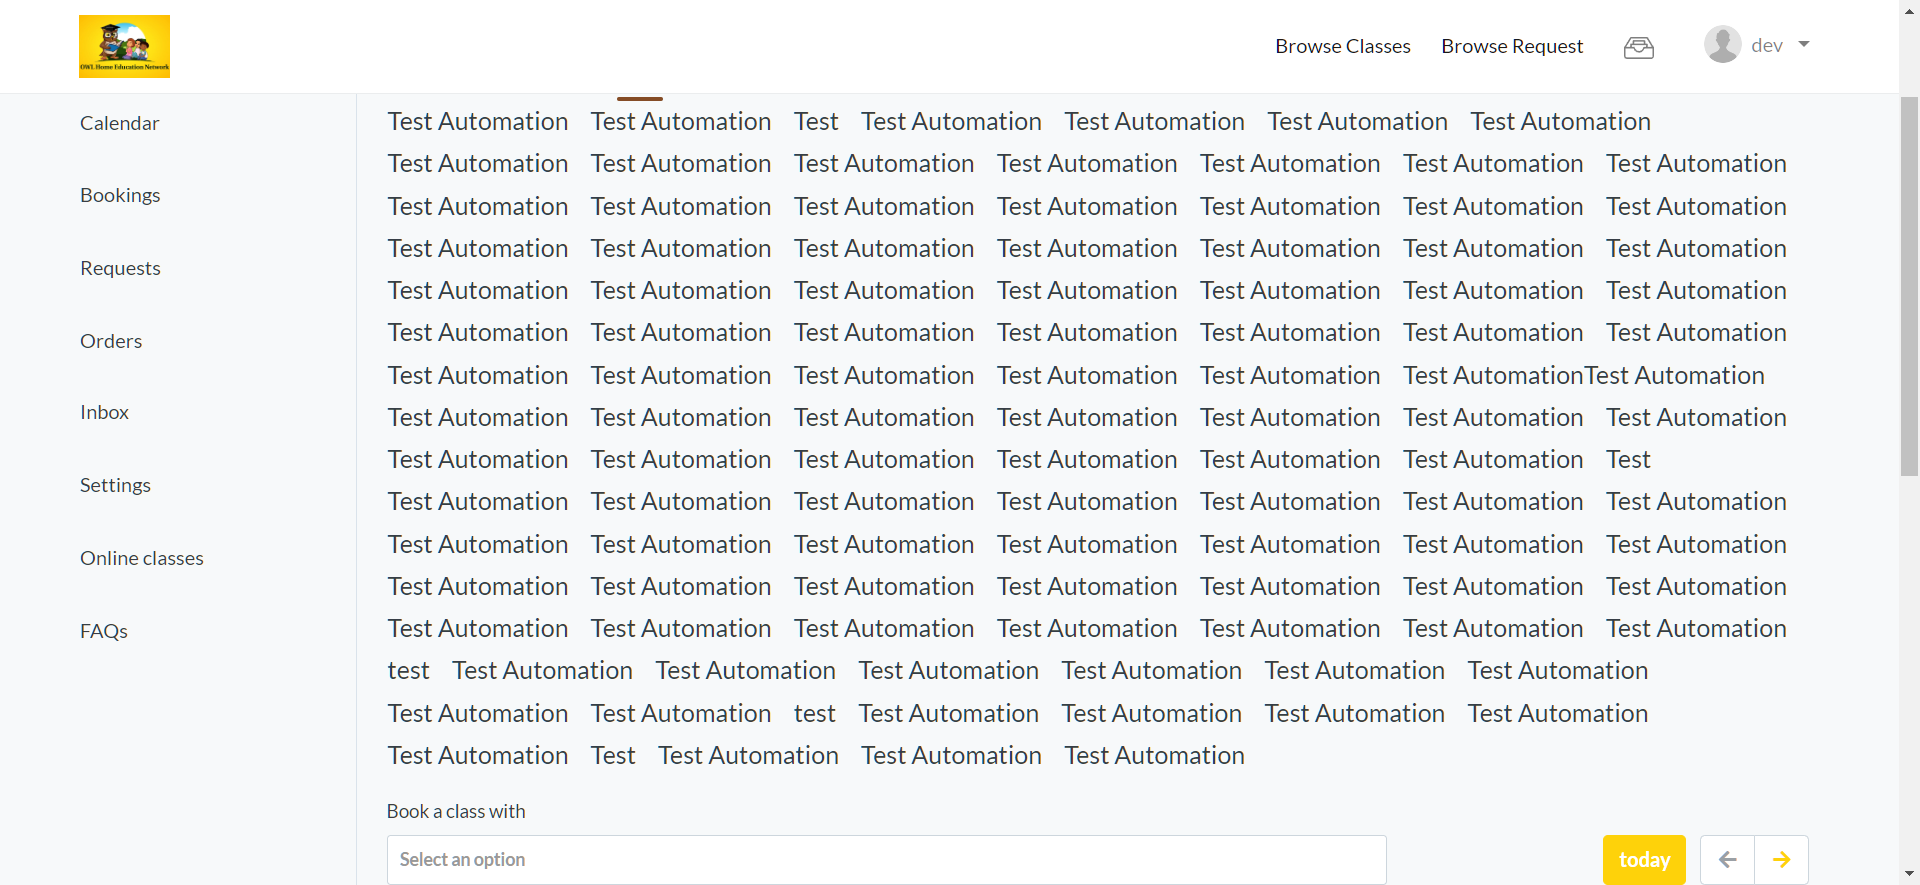 OWL Home Education Network
Browse Classes Browse Request dev
Calendar
Bookings
Requests
Orders
Inbox
Settings
Online classes
FAQs
Test Automation Test Automation Test Test Automation Test Automation Test Automation Test Automation
Test Automation Test Automation Test Automation Test Automation Test Automation Test Automation Test Automation
Test Automation Test Automation Test Automation Test Automation Test Automation Test Automation Test Automation
Test Automation Test Automation Test Automation Test Automation Test Automation Test Automation Test Automation
Test Automation Test Automation Test Automation Test Automation Test Automation Test Automation Test Automation
Test Automation Test Automation Test Automation Test Automation Test Automation Test Automation Test Automation
Test Automation Test Automation Test Automation Test Automation Test Automation Test AutomationTest Automation
Test Automation Test Automation Test Automation Test Automation Test Automation Test Automation Test Automation
Test Automation Test Automation Test Automation Test Automation Test Automation Test Automation Test
Test Automation Test Automation Test Automation Test Automation Test Automation Test Automation Test Automation
Test Automation Test Automation Test Automation Test Automation Test Automation Test Automation Test Automation
Test Automation Test Automation Test Automation Test Automation Test Automation Test Automation Test Automation
Test Automation Test Automation Test Automation Test Automation Test Automation Test Automation Test Automation
test Test Automation Test Automation Test Automation Test Automation Test Automation Test Automation
Test Automation Test Automation test Test Automation Test Automation Test Automation Test Automation
Test Automation Test Test Automation Test Automation Test Automation
Book a class with
Select an option today